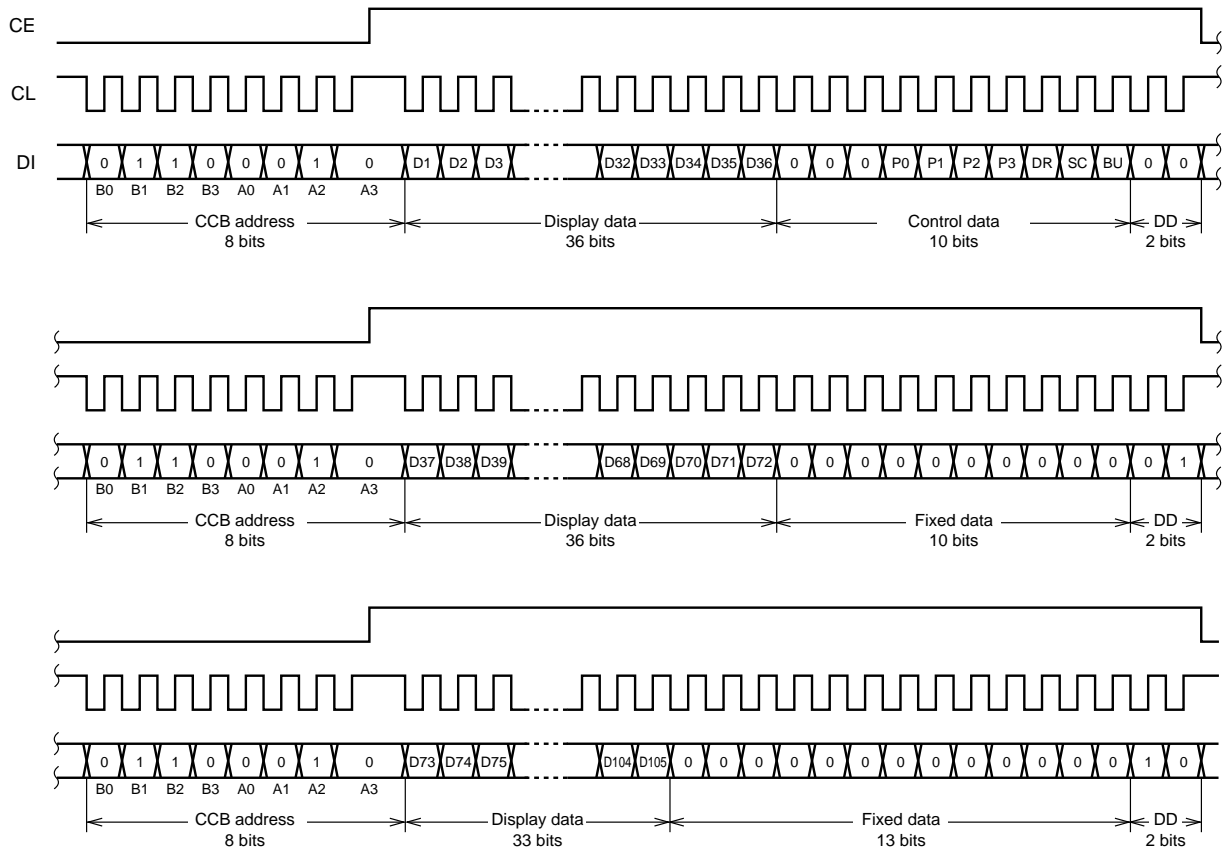 CE
CL
DI 0 1 1 0 0 0 1 0 D1 D2 D3 D32 D33 D34 D35 D36 0 0 0 P0 P1 P2 P3 DR SC BU 0 0
B0 B1 B2 B3 A0 A1 A2 A3
CCB address Display data Control data DD
8 bits 36 bits 10 bits 2 bits
0 1 1 0 0 0 1 0 D37 D38 D39 D68 D69 D70 D71 D72 0 0 0 0 0 0 0 0 0 0 0 1
B0 B1 B2 B3 A0 A1 A2 A3
CCB address Display data Fixed data DD
8 bits 36 bits 10 bits 2 bits
0 1 1 0 0 0 1 0 D73 D74 D75 D104 D105 0 0 0 0 0 0 0 0 0 0 0 0 0 1 0
B0 B1 B2 B3 A0 A1 A2 A3
CCB address Display data Fixed data DD
8 bits 33 bits 13 bits 2 bits